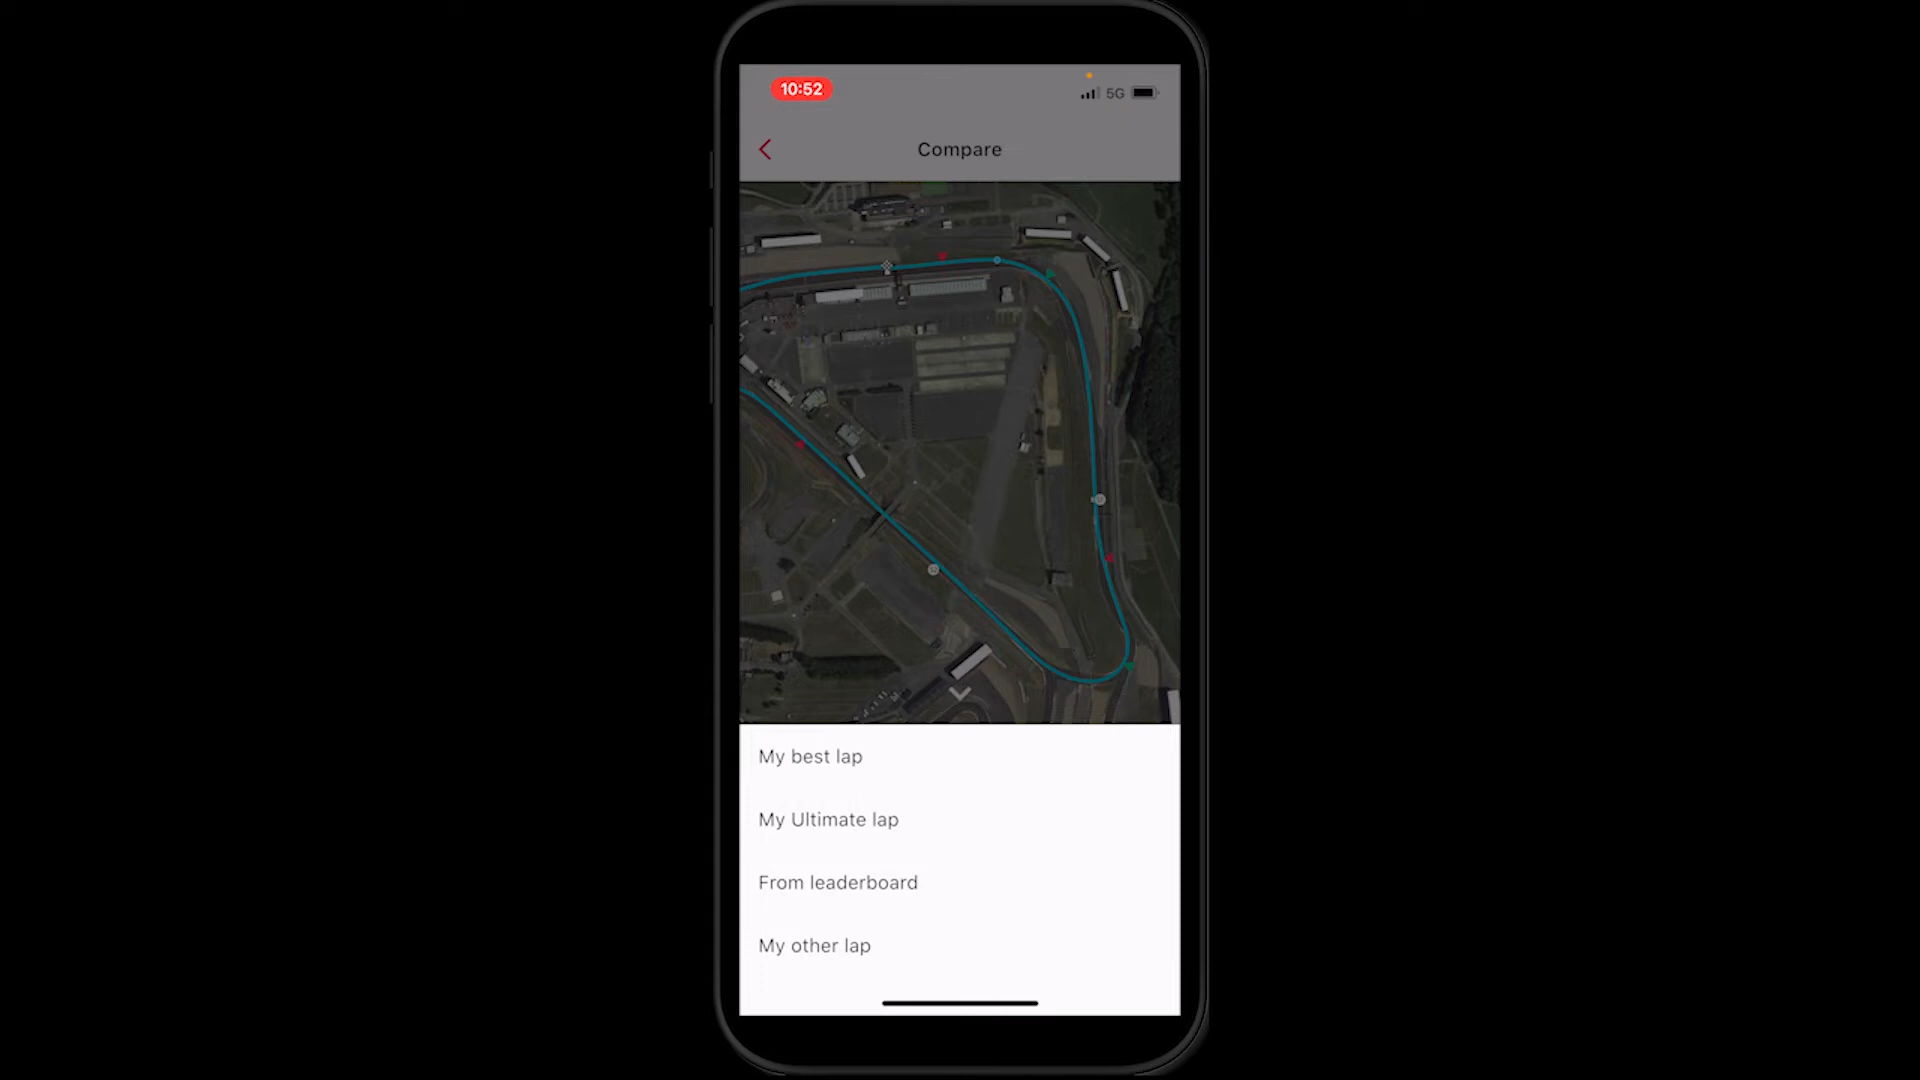 10:52
5G
Compare
My best lap
My Ultimate lap
From leaderboard
My other lap